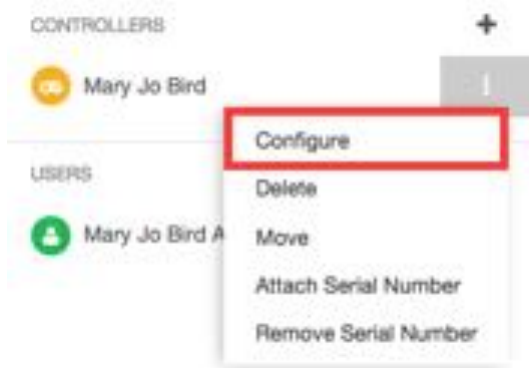 CONTROLLERS +
Mary Jo Bird
Configure
USERS
Delete
Mary Jo Bird A
Move
Attach Serial Number
Remove Serial Number